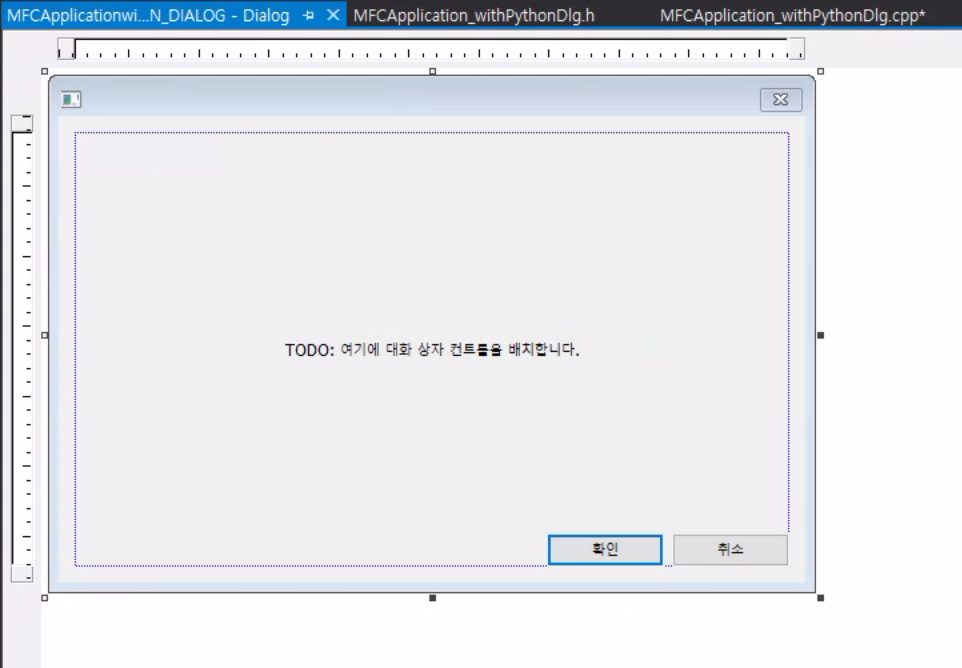 MFCApplicationwi...N_DIALOG - Dialog
MFCApplication_withPythonDlg.h
MFCApplication_withPythonDlg.cpp*
TODO: 여기에 대화 상자 컨트롤을 배치합니다.
확인
취소